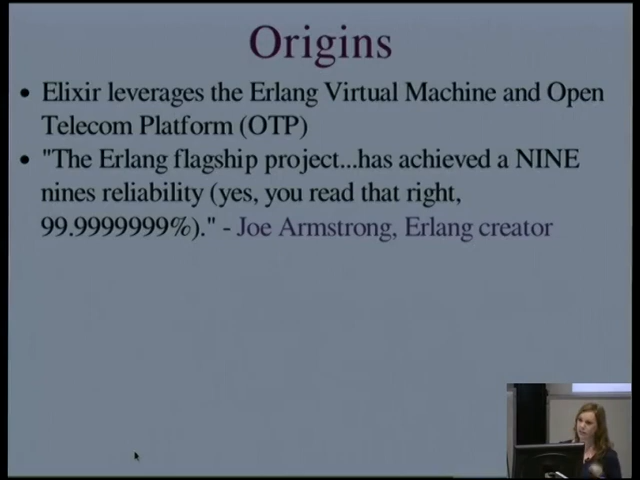 Origins
• Elixir leverages the Erlang Virtual Machine and Open
Telecom Platform (OTP)
• "The Erlang flagship project...has achieved a NINE
nines reliability (yes, you read that right,
99.9999999%)." - Joe Armstrong, Erlang creator